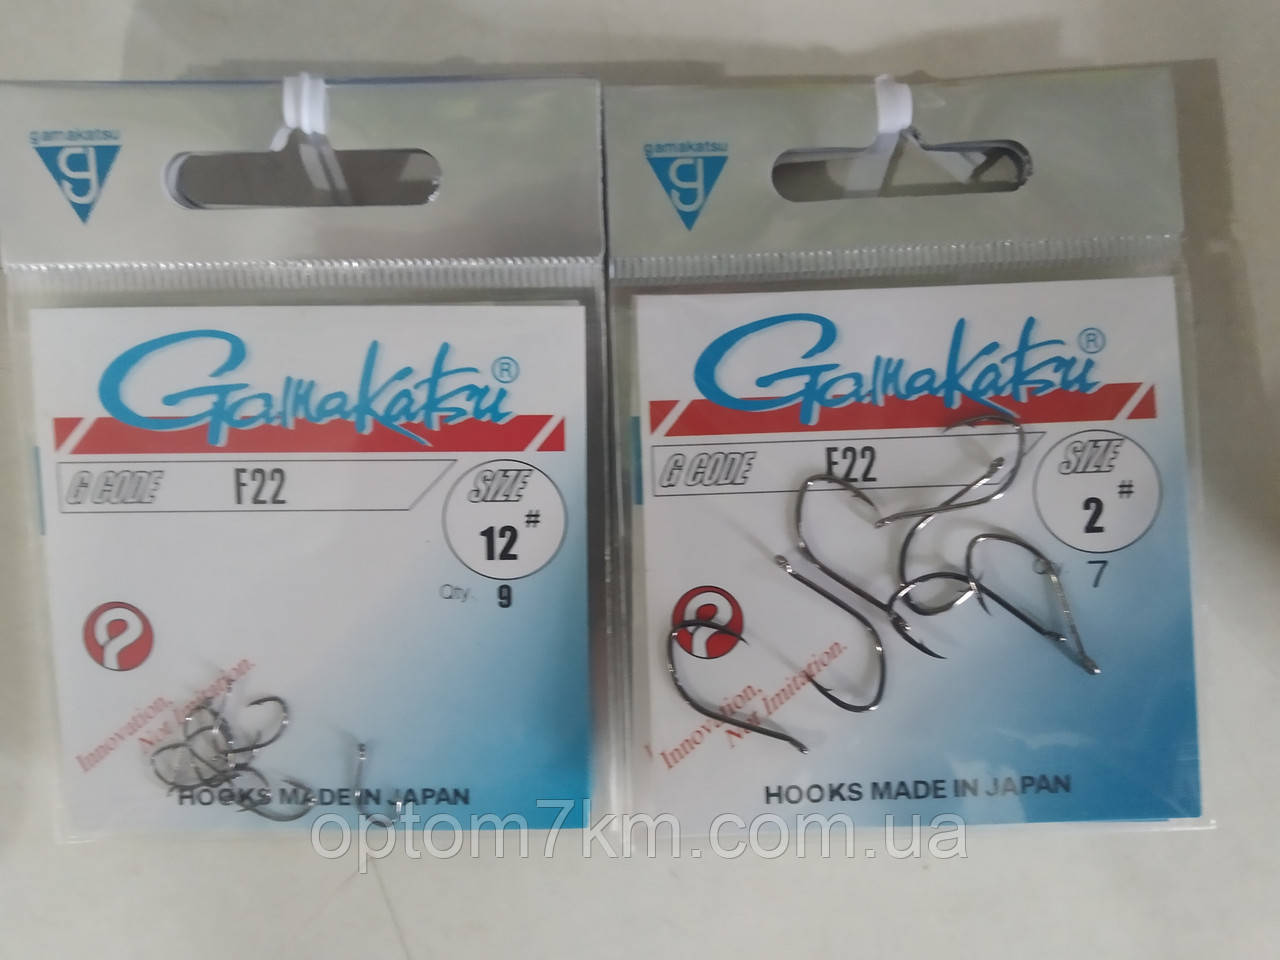 gamakatsu
g
Gamakatsu®
G CODE
F22
SIZE
12#
Qty.
9
Innovation,
Not Imitation.
HOOKS MADE IN JAPAN
gamakatsu
g
Gamakatsu®
G CODE
F22
SIZE
2#
Qty.
7
Innovation,
Not Imitation.
HOOKS MADE IN JAPAN
optom7km.com.ua